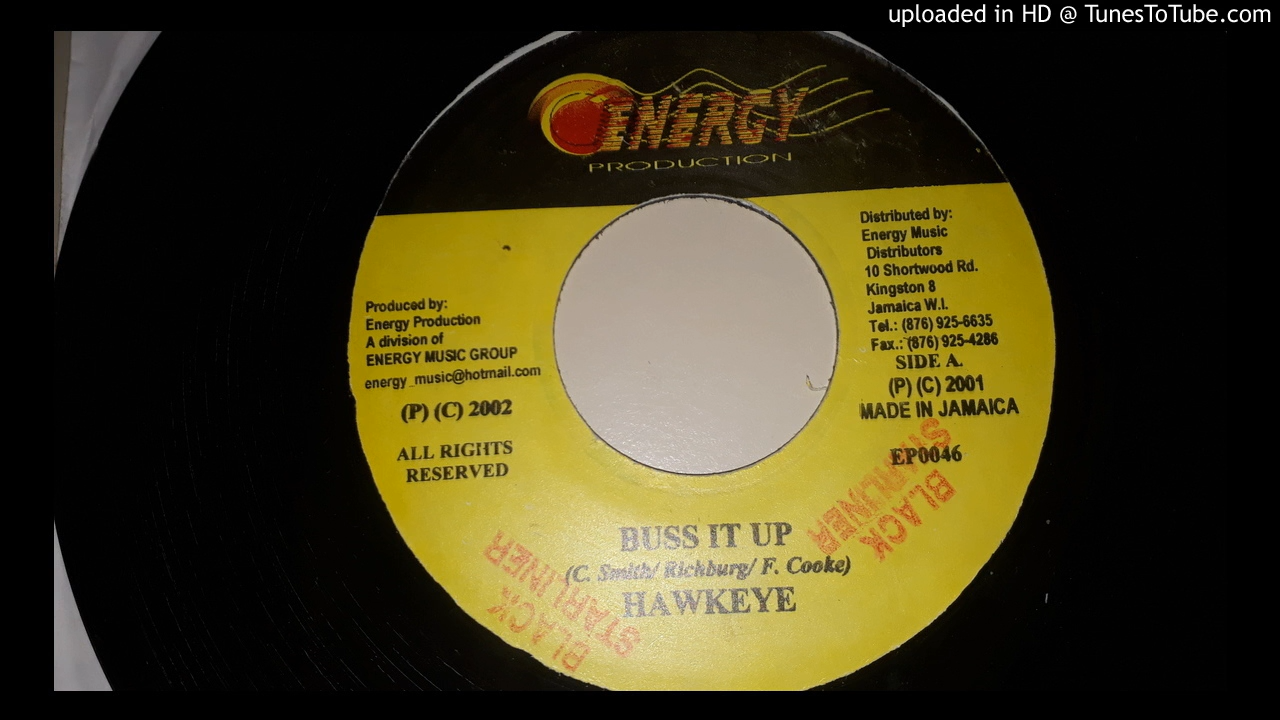 uploaded in HD @ TunesToTube.com
ENERGY
PRODUCTION
Produced by:
Energy Production
A division of
ENERGY MUSIC GROUP
energy_music@hotmail.com
(P) (C) 2002
ALL RIGHTS
RESERVED
Distributed by:
Energy Music
Distributors
10 Shortwood Rd.
Kingston 8
Jamaica W.I.
Tel.: (876) 925-6635
Fax.: (876) 925-4286
SIDE A.
(P) (C) 2001
MADE IN JAMAICA
EP0046
BLACK
STARLINER
BUSS IT UP
(C. Smith/ Richburg/ F. Cooke)
HAWKEYE
BLACK
STARLINER